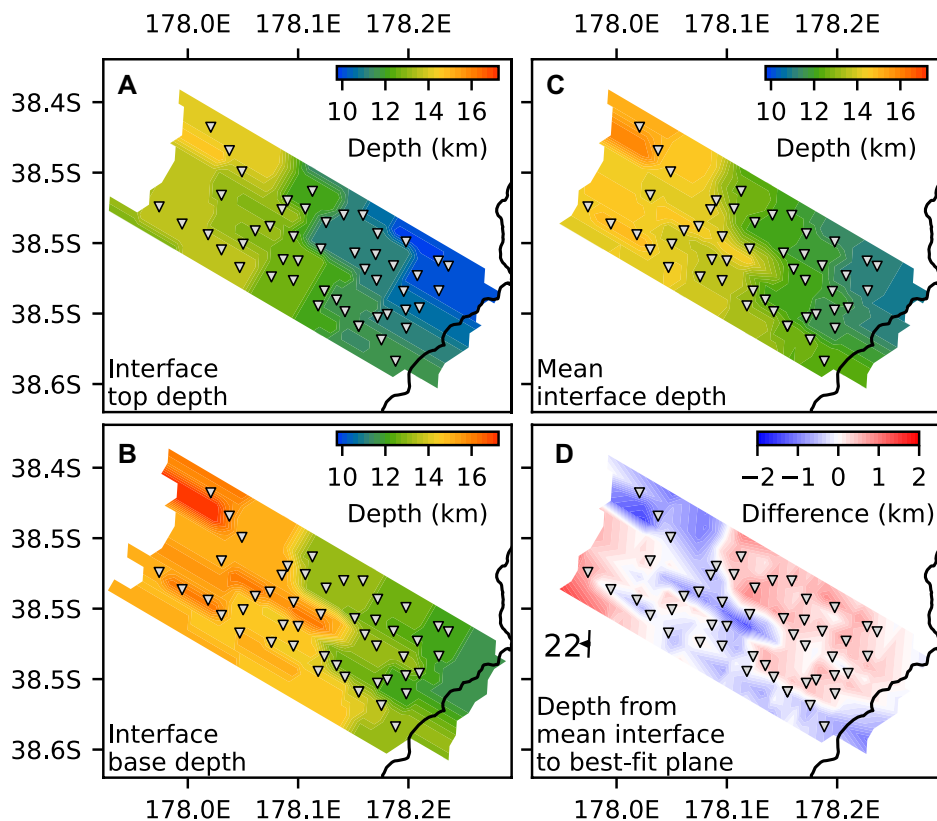 178.0E 178.1E 178.2E 178.0E 178.1E 178.2E
A
10 12 14 16
Depth (km)
38.4S
38.5S
38.5S
38.5S
38.6S
Interface
top depth
C
10 12 14 16
Depth (km)
Mean
interface depth
B
10 12 14 16
Depth (km)
38.4S
38.5S
38.5S
38.5S
38.6S
Interface
base depth
D
−2 −1 0 1 2
Difference (km)
22
Depth from
mean interface
to best-fit plane
178.0E 178.1E 178.2E 178.0E 178.1E 178.2E